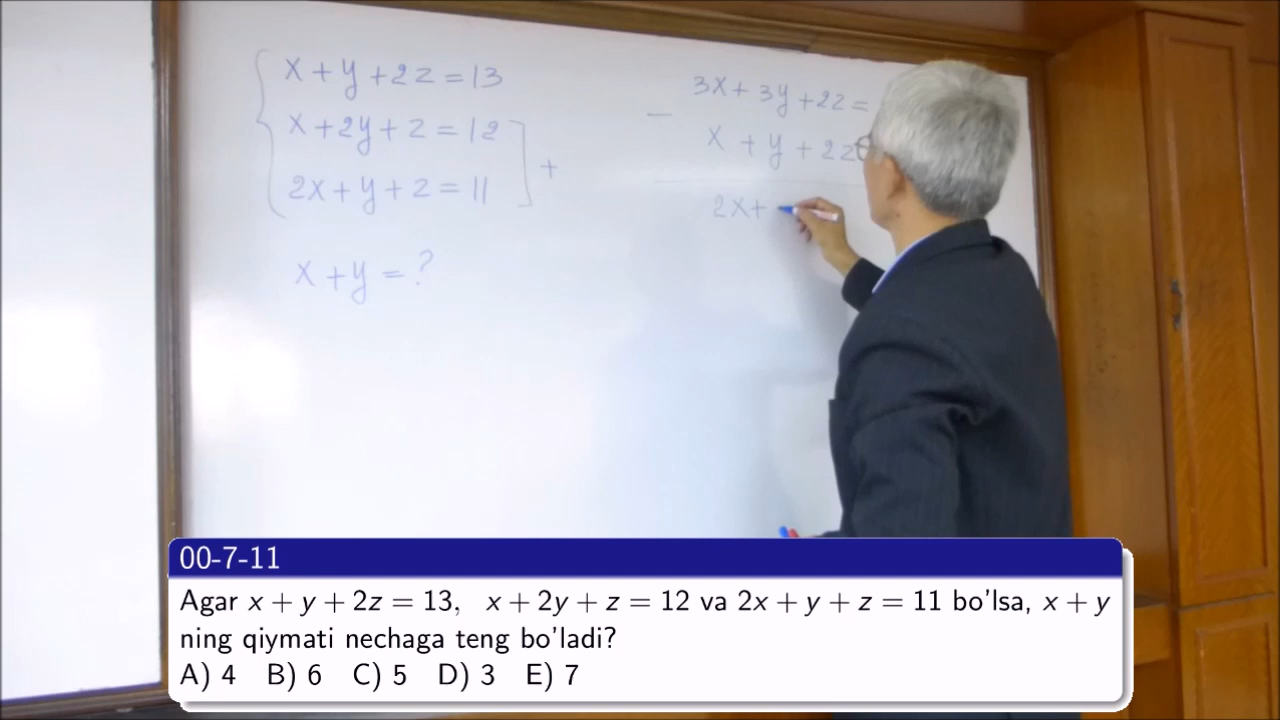 x + y + 2z = 13
x + 2y + z = 12
2x + y + z = 11
+
x + y = ?
3x + 3y + 2z =
−
x + y + 2z
2x +
00-7-11
Agar x + y + 2z = 13, x + 2y + z = 12 va 2x + y + z = 11 bo'lsa, x + y
ning qiymati nechaga teng bo'ladi?
A) 4 B) 6 C) 5 D) 3 E) 7